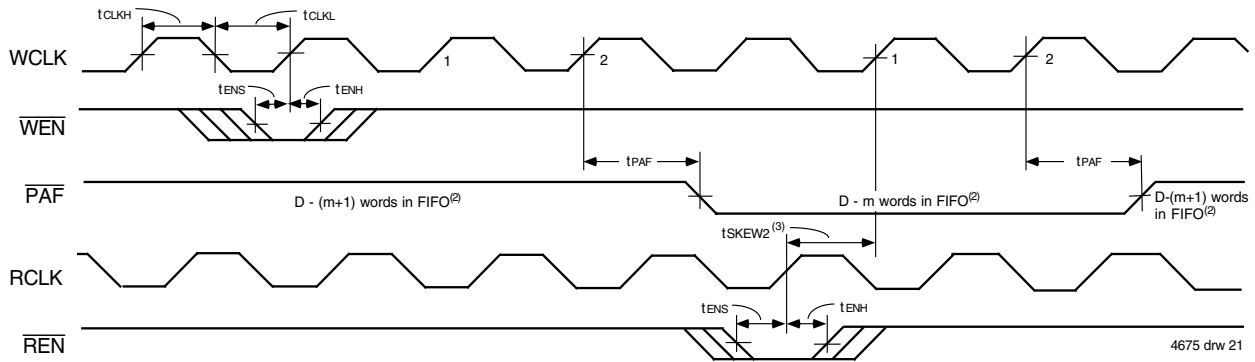 tCLKH tCLKL
WCLK 1 2 1 2
tENS tENH
WEN
tPAF tPAF
PAF
D - (m+1) words in FIFO(2) D - m words in FIFO(2) D-(m+1) words
in FIFO(2)
tSKEW2(3)
RCLK
tENS tENH
REN
4675 drw 21